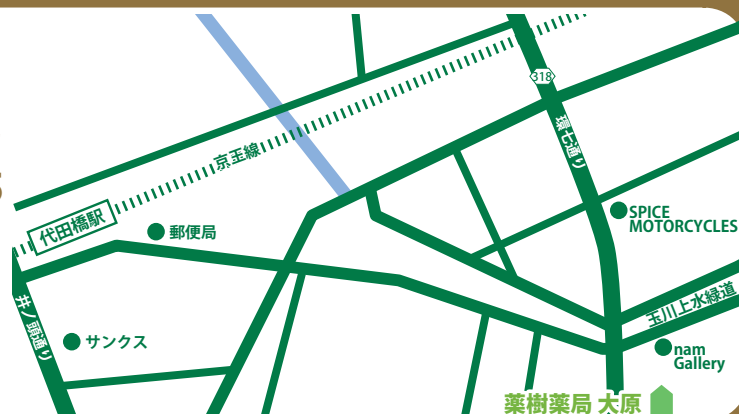 318
環七通り
京王線
代田橋駅
郵便局
SPICE
MOTORCYCLES
井ノ頭通り
サンクス
玉川上水緑道
nam
Gallery
薬樹薬局 大原